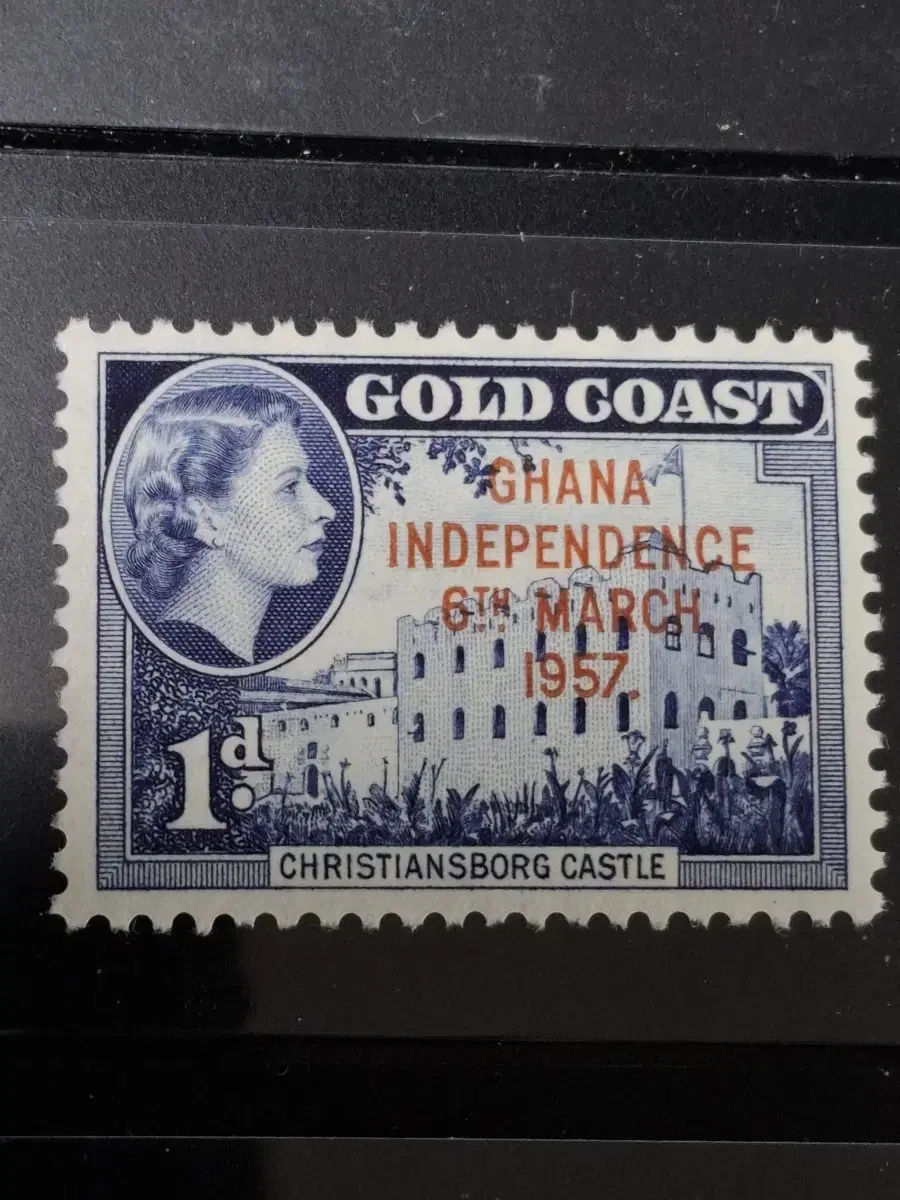 GOLD COAST
GHANA
INDEPENDENCE
6TH MARCH
1957.
1d.
CHRISTIANSBORG CASTLE